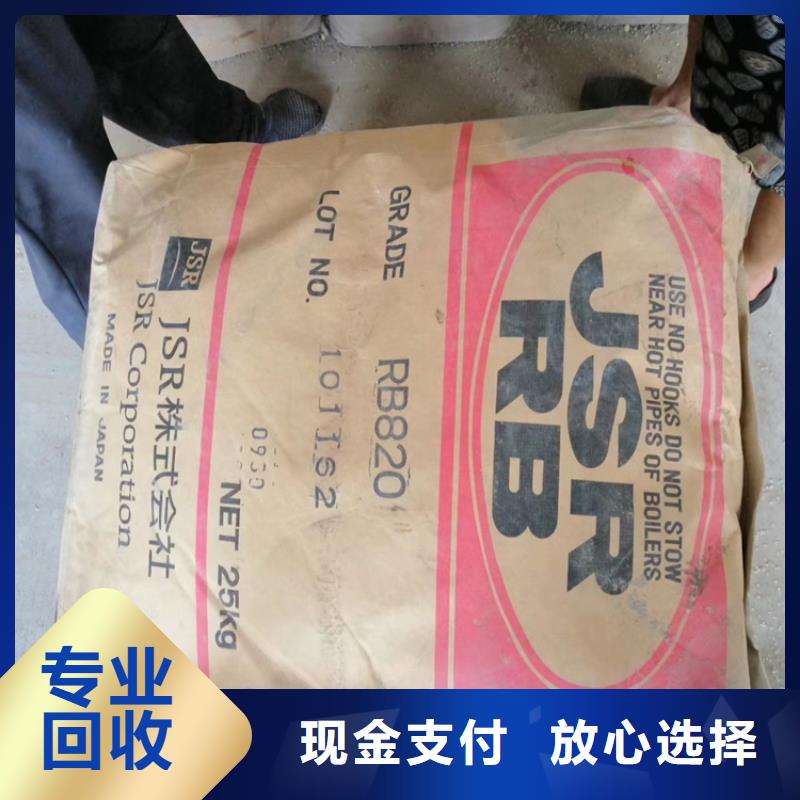 USE NO HOOKS DO NOT STOW
NEAR HOT PIPES OF BOILERS
JSR
RB
GRADE RB820
LOT NO. 1011S2
NET 25kg
JSR
JSR株式会社
JSR Corporation
MADE IN JAPAN
专业
回收
现金支付 放心选择